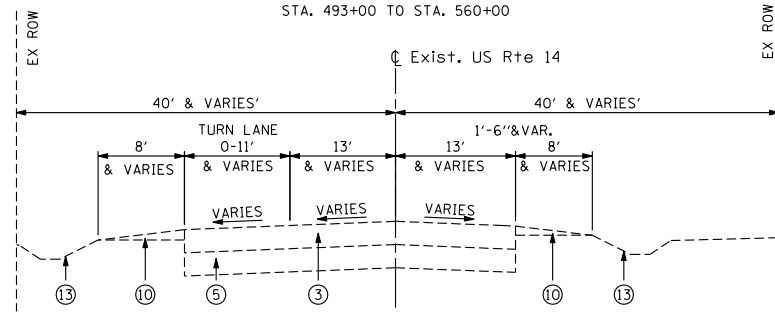 STA. 493+00 TO STA. 560+00
EX ROW
EX ROW
℄ Exist. US Rte 14
40' & VARIES'
40' & VARIES'
TURN LANE
1'-6"&VAR.
8'
0-11'
13'
13'
8'
& VARIES
& VARIES
& VARIES
& VARIES
& VARIES
VARIES
VARIES
VARIES
13
10
5
3
10
13